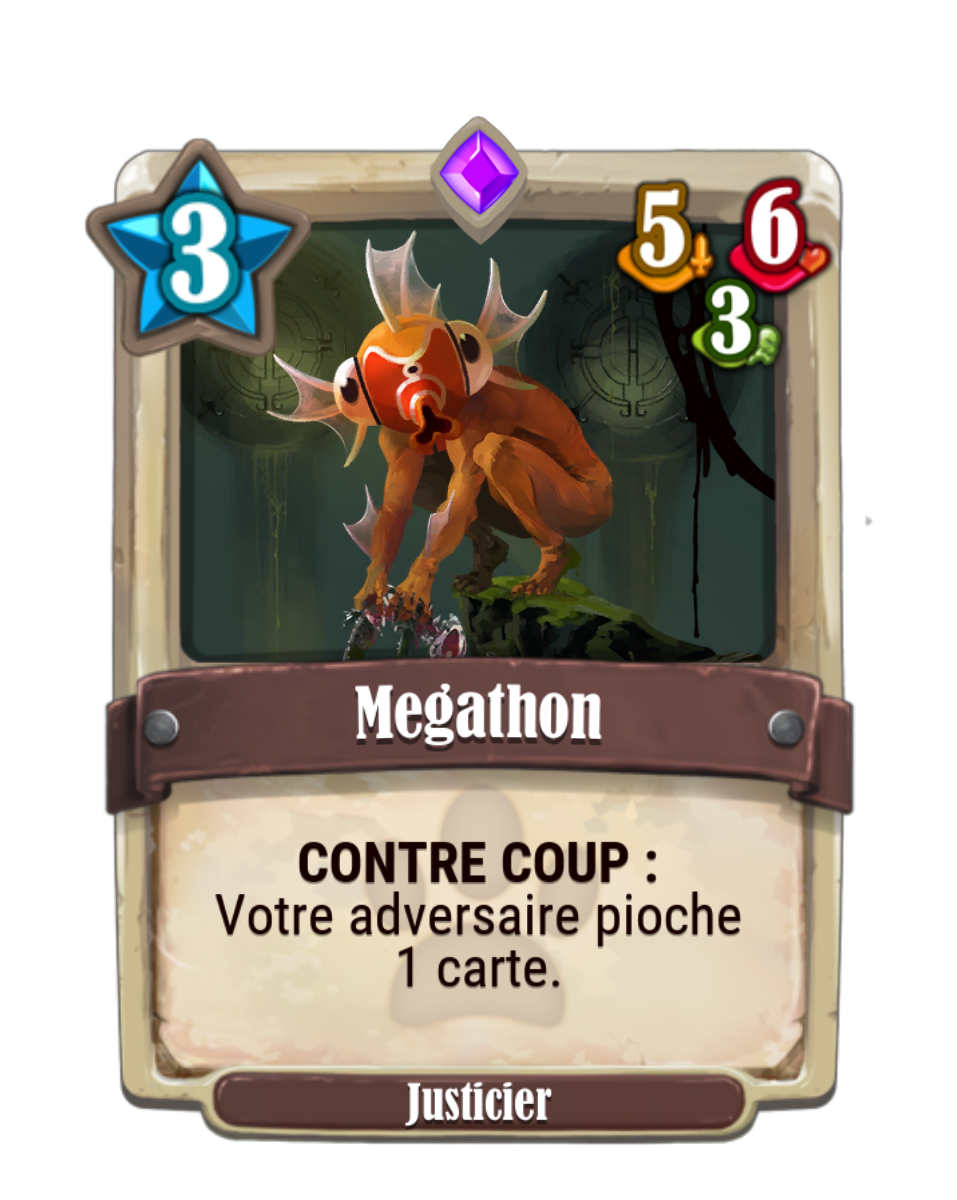 3
5
6
3
Megathon
CONTRE COUP :
Votre adversaire pioche
1 carte.
Justicier